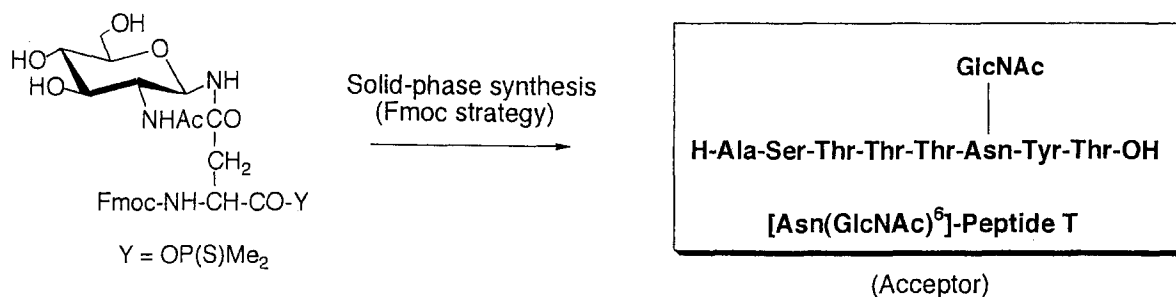 OH
HO
O
HO
NH
NHAc CO
CH2
Fmoc-NH-CH-CO-Y
Y = OP(S)Me2
Solid-phase synthesis
(Fmoc strategy)
GlcNAc
H-Ala-Ser-Thr-Thr-Thr-Asn-Tyr-Thr-OH
[Asn(GlcNAc)6]-Peptide T
(Acceptor)